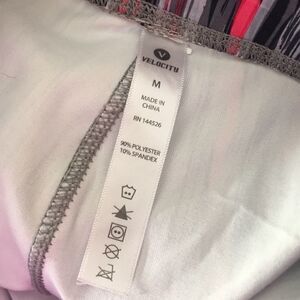 V
VELOCITY
M
MADE IN
CHINA
RN 144526
90% POLYESTER
10% SPANDEX